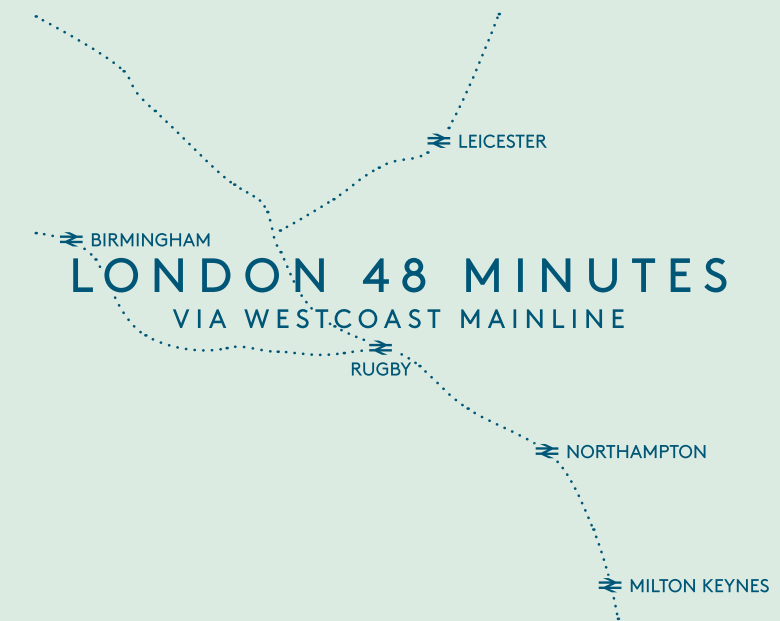 LEICESTER
BIRMINGHAM
LONDON 48 MINUTES
VIA WESTCOAST MAINLINE
RUGBY
NORTHAMPTON
MILTON KEYNES